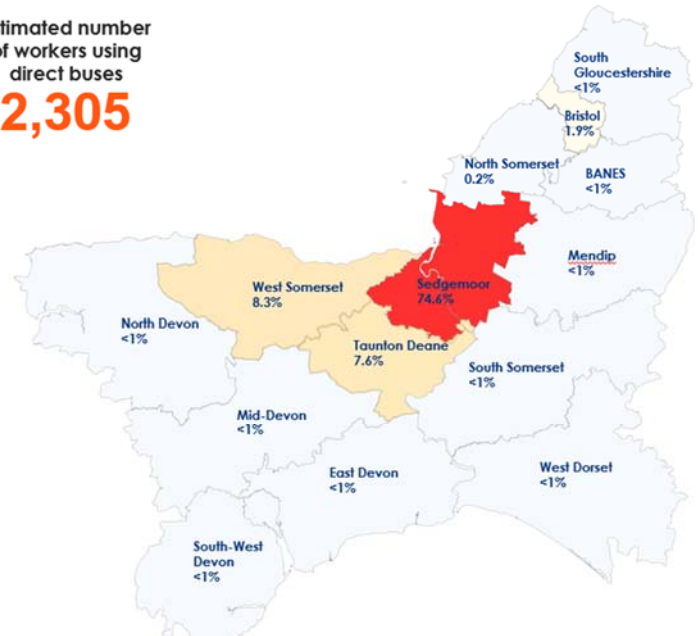 timated number
of workers using
direct buses
2,305
South
Gloucestershire
<1%
Bristol
1.9%
North Somerset
0.2%
BANES
<1%
Mendip
<1%
Sedgemoor
74.6%
West Somerset
8.3%
North Devon
<1%
Taunton Deane
7.6%
South Somerset
<1%
Mid-Devon
<1%
East Devon
<1%
West Dorset
<1%
South-West
Devon
<1%